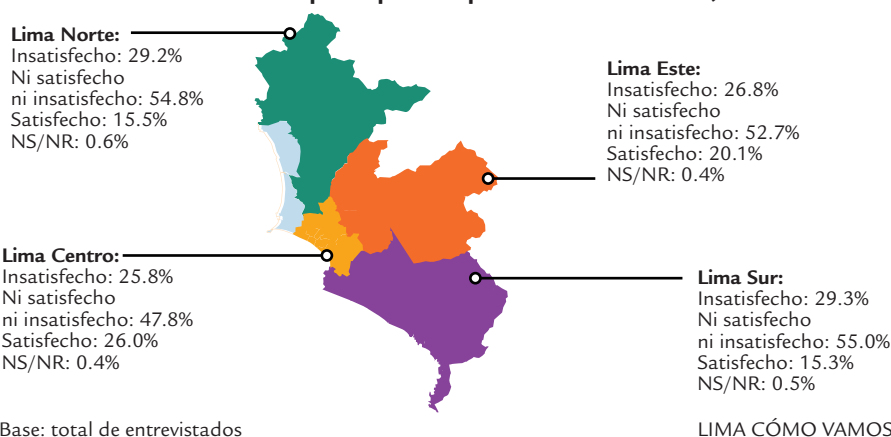 Lima Norte:
Insatisfecho: 29.2%
Ni satisfecho
ni insatisfecho: 54.8%
Satisfecho: 15.5%
NS/NR: 0.6%
Lima Este:
Insatisfecho: 26.8%
Ni satisfecho
ni insatisfecho: 52.7%
Satisfecho: 20.1%
NS/NR: 0.4%
Lima Centro:
Insatisfecho: 25.8%
Ni satisfecho
ni insatisfecho: 47.8%
Satisfecho: 26.0%
NS/NR: 0.4%
Lima Sur:
Insatisfecho: 29.3%
Ni satisfecho
ni insatisfecho: 55.0%
Satisfecho: 15.3%
NS/NR: 0.5%
Base: total de entrevistados
LIMA CÓMO VAMOS